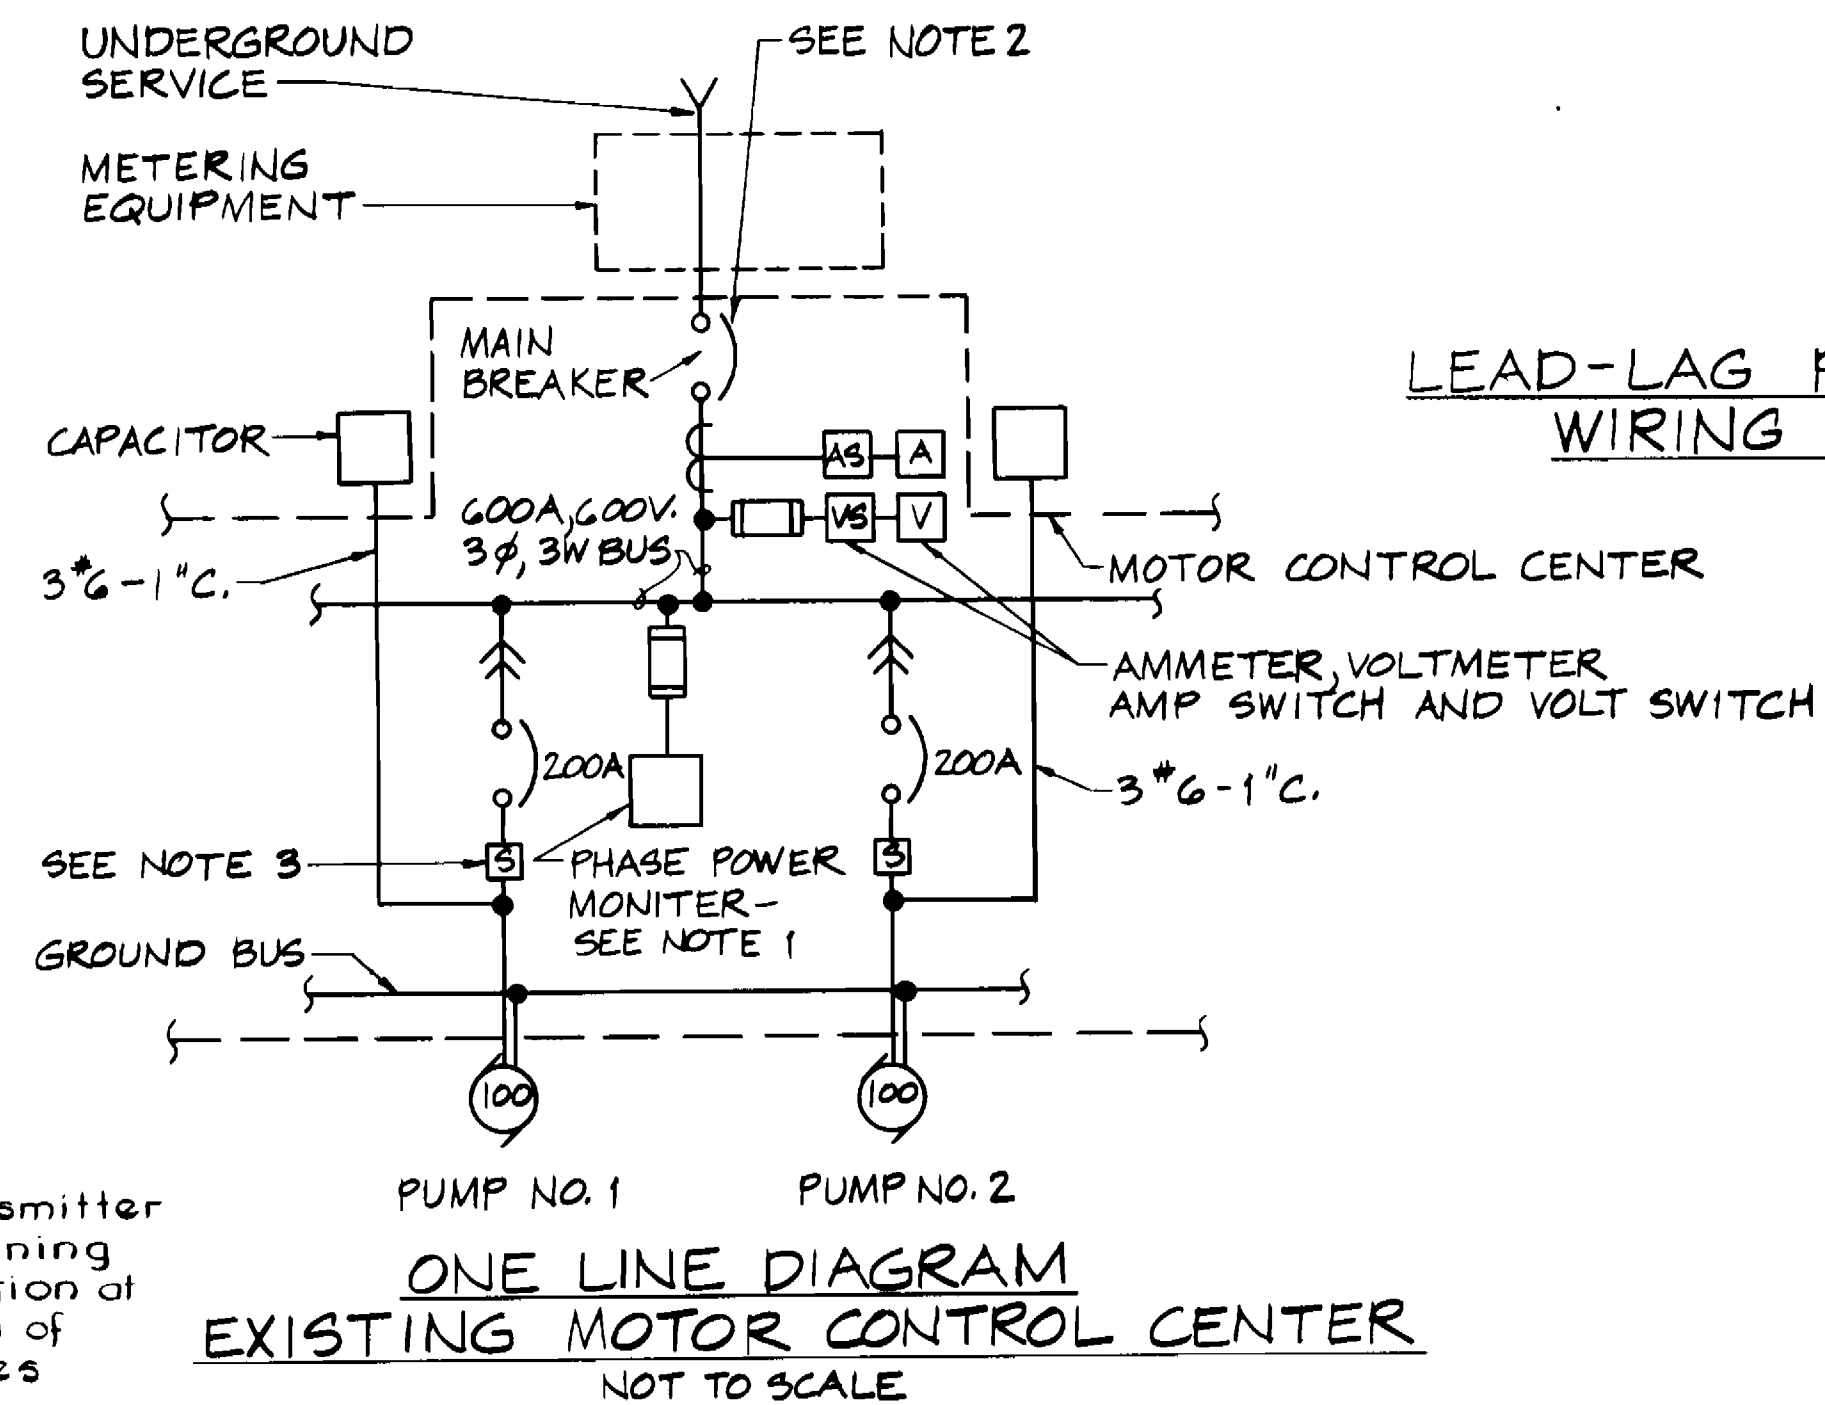 UNDERGROUND
SERVICE
SEE NOTE 2
METERING
EQUIPMENT
MAIN
BREAKER
LEAD-LAG
WIRING
CAPACITOR
AS
A
600A, 600V.
3ø, 3W BUS
VS
V
3 #6 - 1"C.
MOTOR CONTROL CENTER
AMMETER, VOLTMETER
AMP SWITCH AND VOLT SWITCH
200A
200A
3 #6 - 1"C.
SEE NOTE 3
S
PHASE POWER
MONITER-
SEE NOTE 1
S
GROUND BUS
100
100
PUMP NO. 1
PUMP NO. 2
smitter
ning
tion at
of
es
ONE LINE DIAGRAM
EXISTING MOTOR CONTROL CENTER
NOT TO SCALE